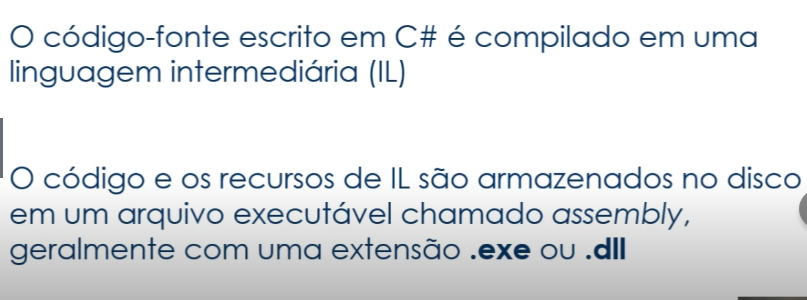 O código-fonte escrito em C# é compilado em uma
linguagem intermediária (IL)
O código e os recursos de IL são armazenados no disco
em um arquivo executável chamado assembly,
geralmente com uma extensão .exe ou .dll